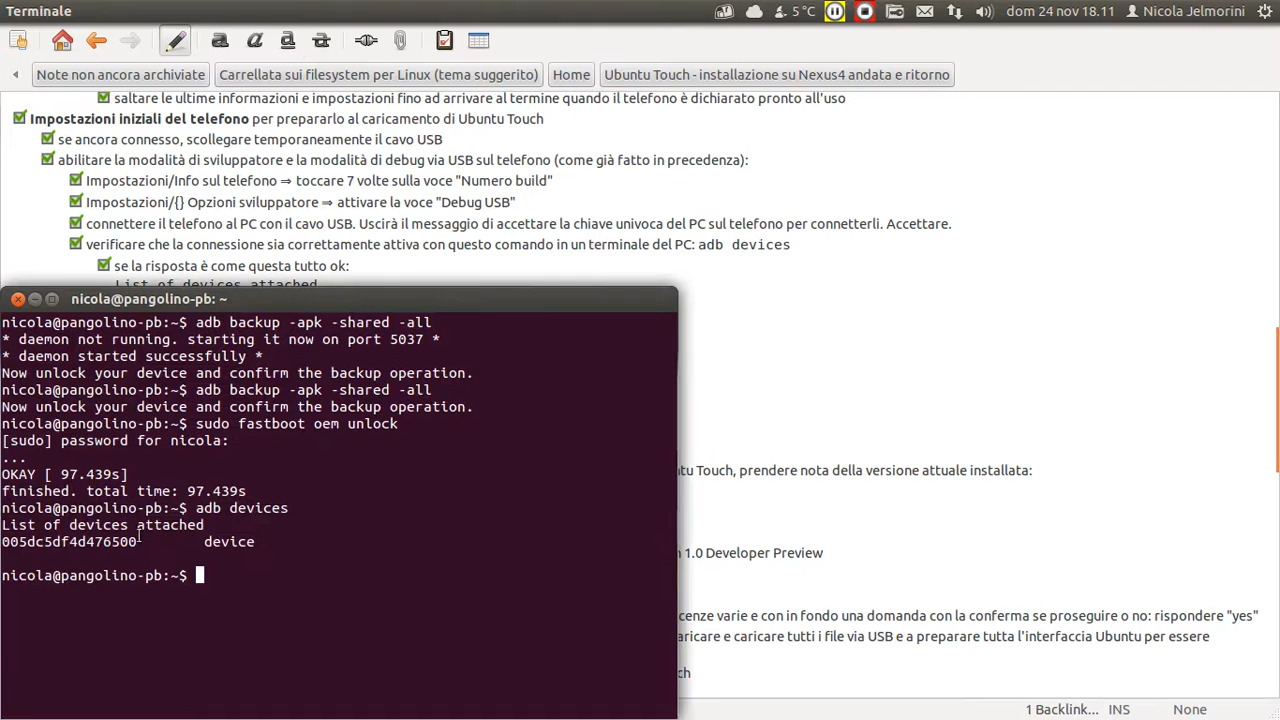 Terminale
5 °C
dom 24 nov 18.11
Nicola Jelmorini
Note non ancora archiviate
Carrellata sui filesystem per Linux (tema suggerito)
Home
Ubuntu Touch - installazione su Nexus4 andata e ritorno
saltare le ultime informazioni e impostazioni fino ad arrivare al termine quando il telefono è dichiarato pronto all'uso
Impostazioni iniziali del telefono per prepararlo al caricamento di Ubuntu Touch
se ancora connesso, scollegare temporaneamente il cavo USB
abilitare la modalità di sviluppatore e la modalità di debug via USB sul telefono (come già fatto in precedenza):
Impostazioni/Info sul telefono ⇒ toccare 7 volte sulla voce "Numero build"
Impostazioni/{} Opzioni sviluppatore ⇒ attivare la voce "Debug USB"
connettere il telefono al PC con il cavo USB. Uscirà il messaggio di accettare la chiave univoca del PC sul telefono per connetterli. Accettare.
verificare che la connessione sia correttamente attiva con questo comando in un terminale del PC: adb devices
se la risposta è come questa tutto ok:
List of devices attached
nicola@pangolino-pb: ~
nicola@pangolino-pb:~$ adb backup -apk -shared -all
* daemon not running. starting it now on port 5037 *
* daemon started successfully *
Now unlock your device and confirm the backup operation.
nicola@pangolino-pb:~$ adb backup -apk -shared -all
Now unlock your device and confirm the backup operation.
nicola@pangolino-pb:~$ sudo fastboot oem unlock
[sudo] password for nicola:
...
OKAY [ 97.439s]
finished. total time: 97.439s
nicola@pangolino-pb:~$ adb devices
List of devices attached
005dc5df4d476500 device
nicola@pangolino-pb:~$
tu Touch, prendere nota della versione attuale installata:
1.0 Developer Preview
cenze varie e con in fondo una domanda con la conferma se proseguire o no: rispondere "yes"
aricare e caricare tutti i file via USB e a preparare tutta l'interfaccia Ubuntu per essere
ch
1 Backlink...
INS
None